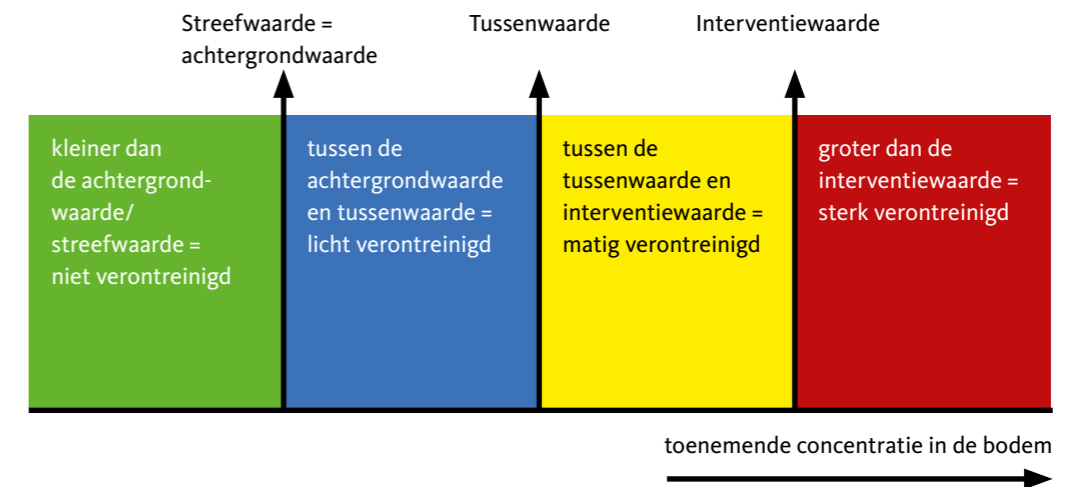 Streefwaarde =
achtergrondwaarde
Tussenwaarde
Interventiewaarde
kleiner dan
de achtergrond-
waarde/
streefwaarde =
niet verontreinigd
tussen de
achtergrondwaarde
en tussenwaarde =
licht verontreinigd
tussen de
tussenwaarde en
interventiewaarde =
matig verontreinigd
groter dan de
interventiewaarde =
sterk verontreinigd
toenemende concentratie in de bodem